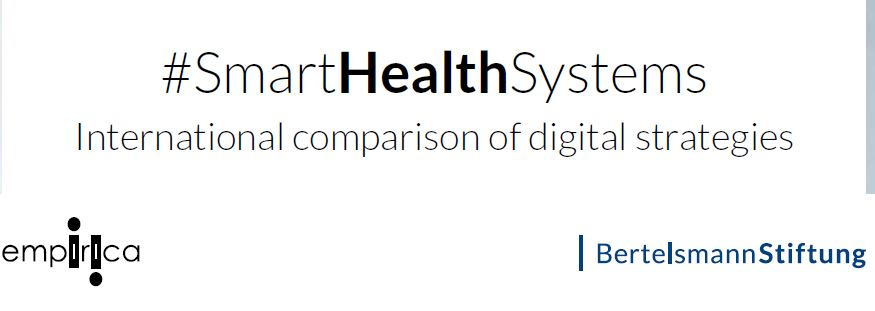 #SmartHealthSystems
International comparison of digital strategies
empirica
BertelsmannStiftung